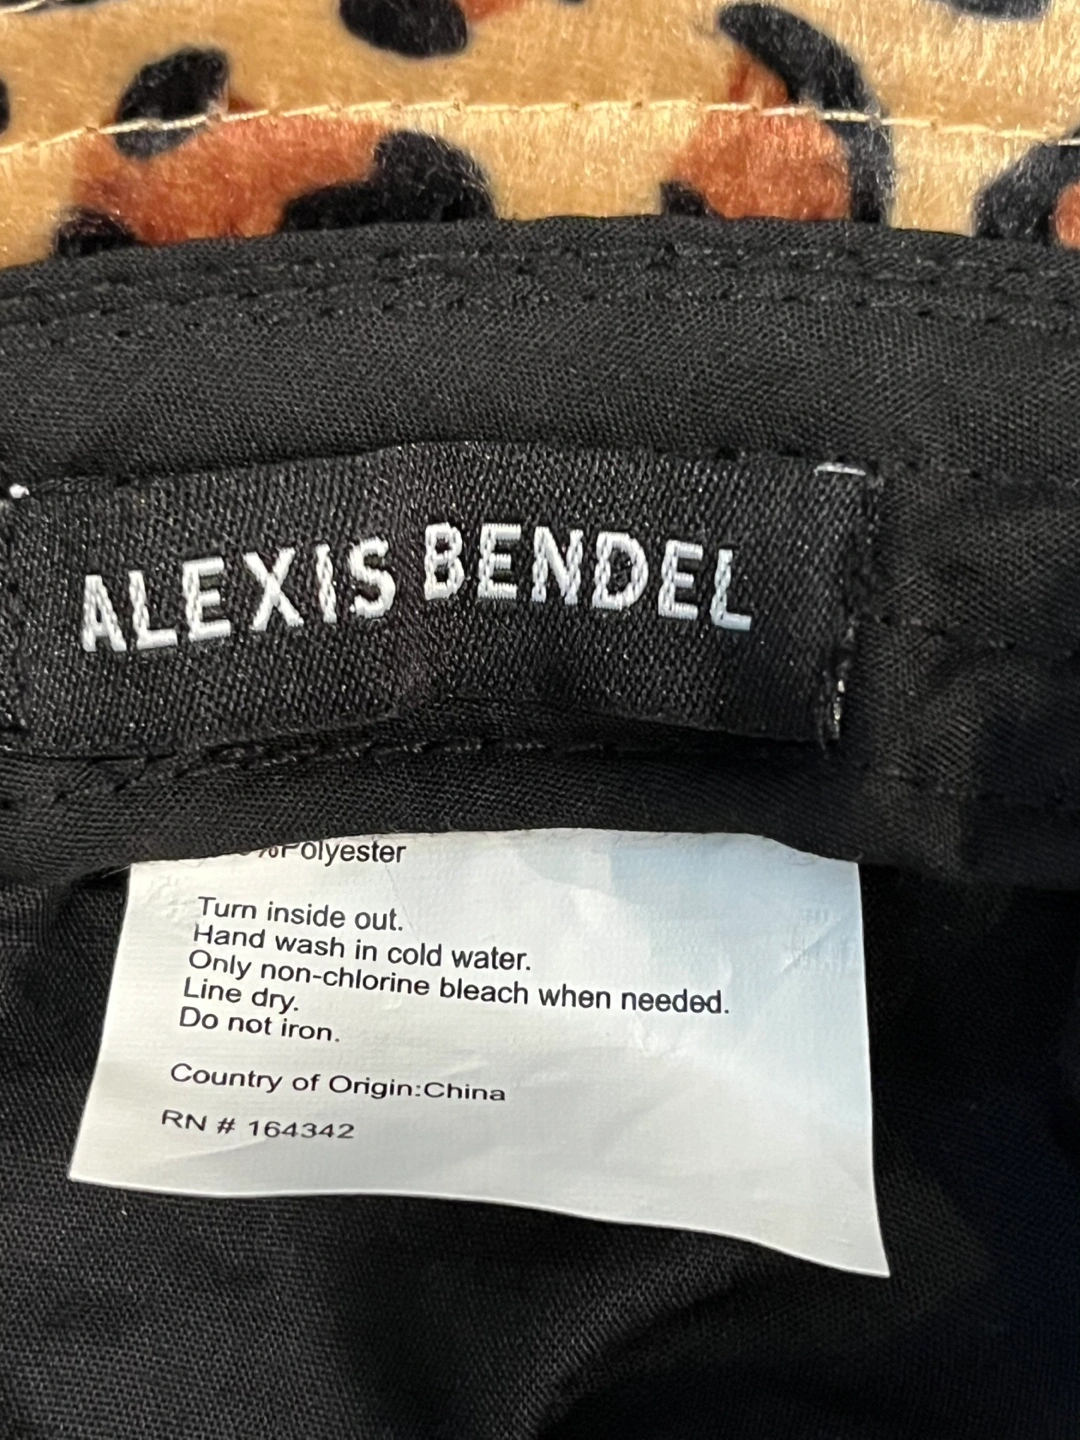 ALEXIS BENDEL
%Polyester
Turn inside out.
Hand wash in cold water.
Only non-chlorine bleach when needed.
Line dry.
Do not iron.
Country of Origin:China
RN # 164342